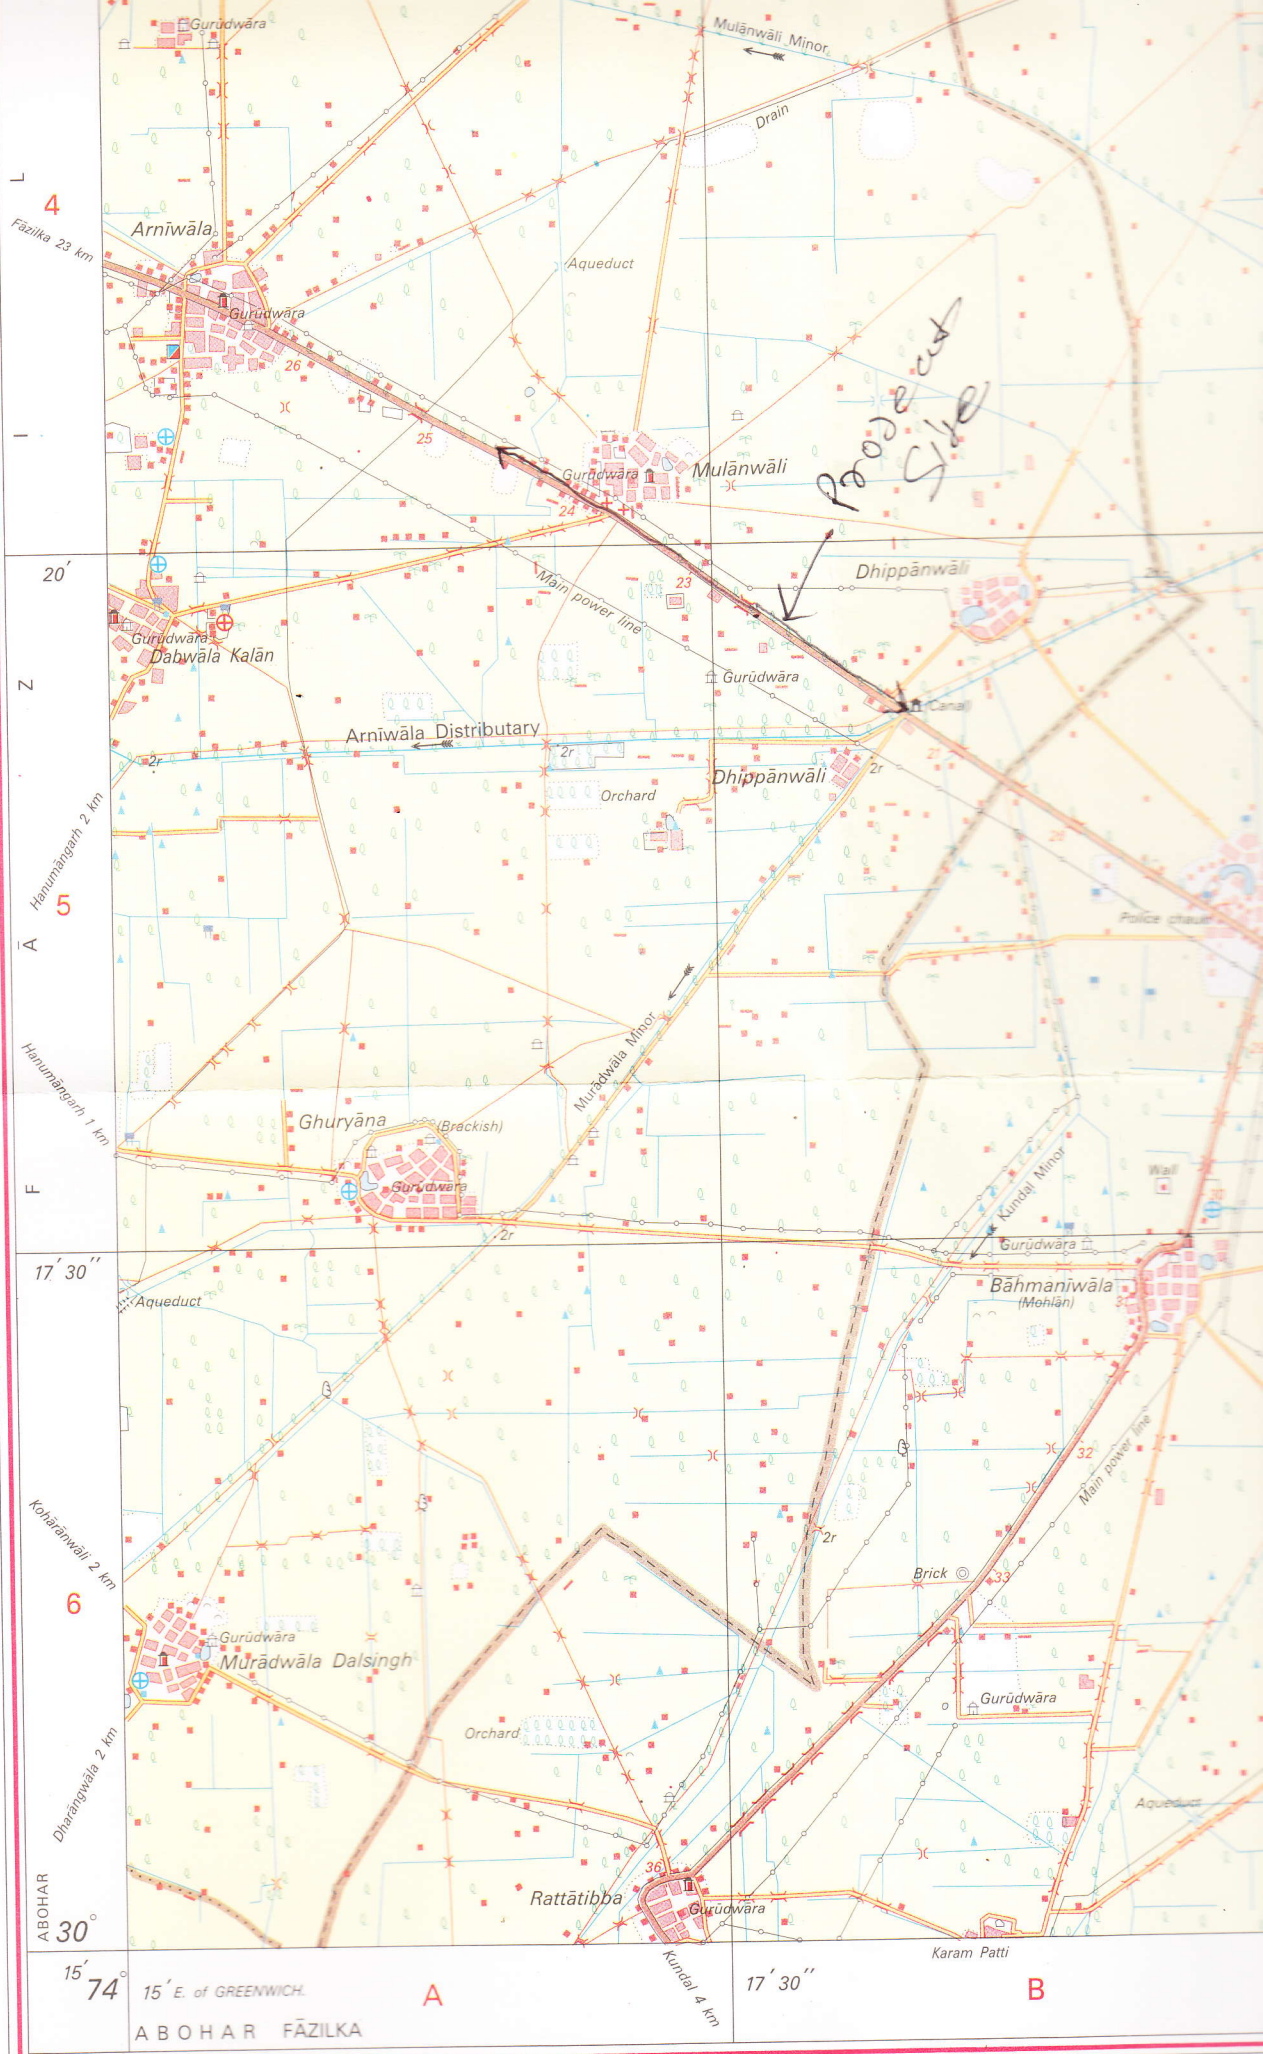 Gurūdwāra
Mulānwāli Minor
Drain
L
4
Fāzilka 23 km
Arnīwāla
Aqueduct
Gurūdwāra
26
25
I
Project
Site
Gurūdwāra
Mulānwāli
24
20′
Main power line
23
Dhippānwāli
Gurūdwāra
Dabwāla Kalān
Z
Gurūdwāra
(Canal)
Arnīwāla Distributary
2r
2r
27
Dhippānwāli
2r
Orchard
28
Hanumāngarh 2 km
5
Police
Ā
Murādwāla Minor
Hanumāngarh 1 km
Ghuryāna
(Brackish)
Gurūdwāra
F
Kundal Minor
Wall
30
2r
Gurūdwāra
17′ 30″
Bāhmanīwāla
(Mohlān)
Aqueduct
32
Main power line
Kohārānwāli 2 km
2r
Brick
33
6
Gurūdwāra
Murādwāla Dalsingh
Gurūdwāra
Orchard
Dharāngwāla 2 km
Aqueduct
36
Rattātibba
Gurūdwāra
ABOHAR
30°
Karam Patti
Kundal 4 km
15′
74°
15′ E. of GREENWICH.
A
17′ 30″
B
ABOHAR FĀZILKA